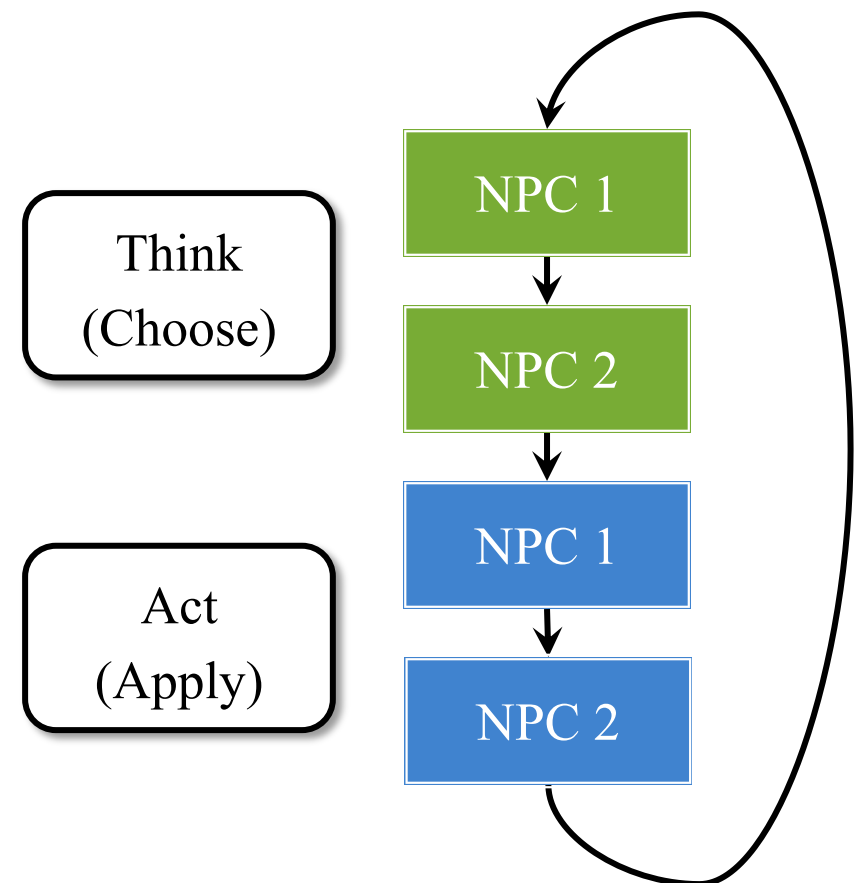 NPC 1
Think
(Choose)
NPC 2
NPC 1
Act
(Apply)
NPC 2